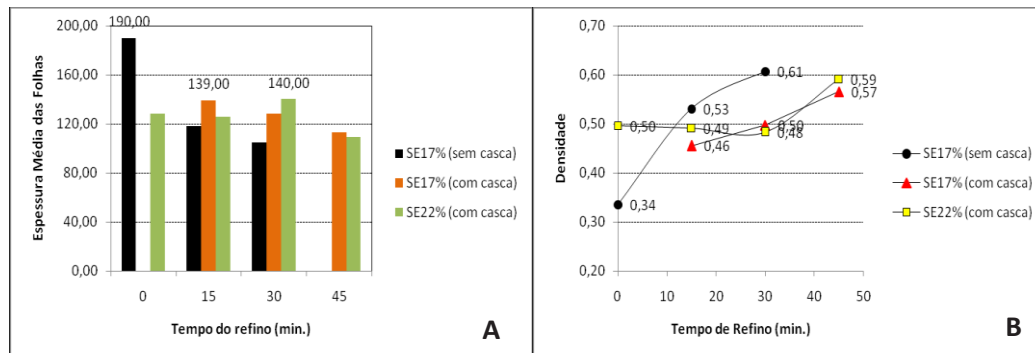 200,00
190,00
160,00
139,00
140,00
120,00
80,00
40,00
0,00
0
15
30
45
Espessura Média das Folhas
Tempo do refino (min.)
SE17% (sem casca)
SE17% (com casca)
SE22% (com casca)
A
0,70
0,60
0,50
0,40
0,30
0,20
0
10
20
30
40
50
Densidade
Tempo de Refino (min.)
0,34
0,53
0,61
0,46
0,50
0,57
0,50
0,49
0,48
0,59
SE17% (sem casca)
SE17% (com casca)
SE22% (com casca)
B